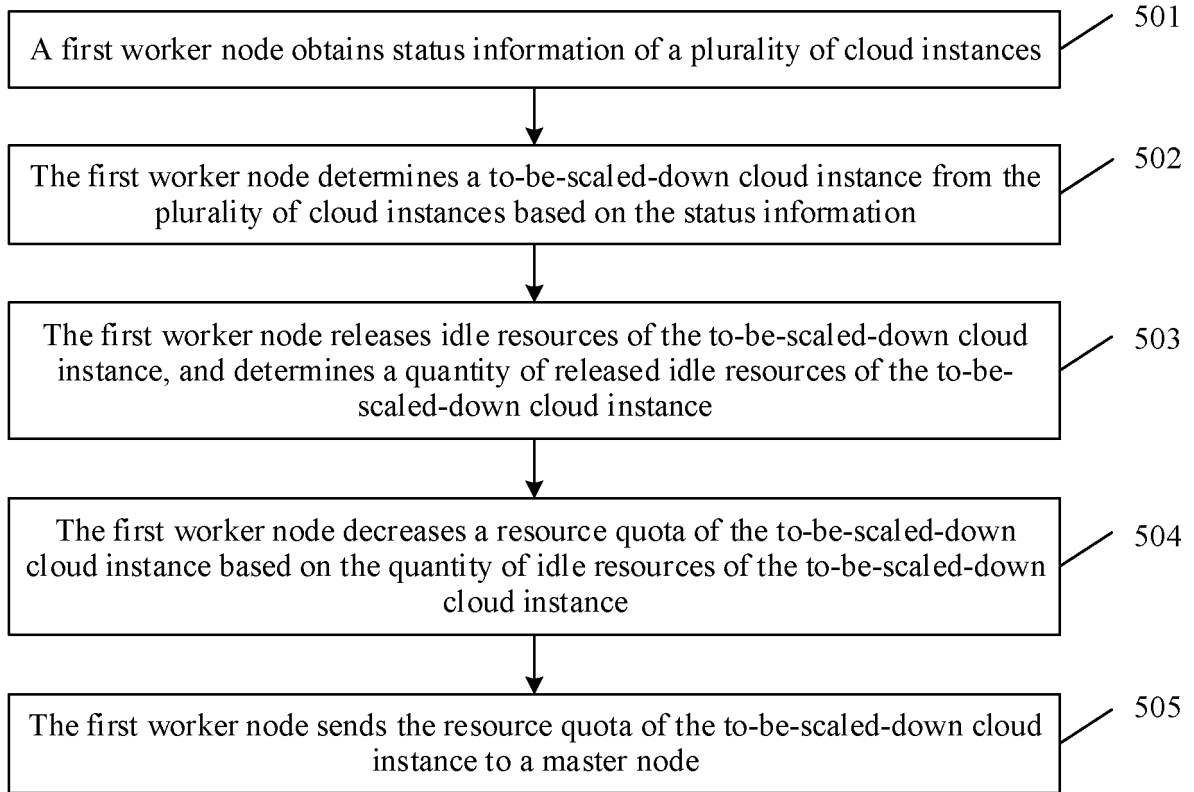 A first worker node obtains status information of a plurality of cloud instances
501
The first worker node determines a to-be-scaled-down cloud instance from the
plurality of cloud instances based on the status information
502
The first worker node releases idle resources of the to-be-scaled-down cloud
instance, and determines a quantity of released idle resources of the to-be-
scaled-down cloud instance
503
The first worker node decreases a resource quota of the to-be-scaled-down
cloud instance based on the quantity of idle resources of the to-be-scaled-down
cloud instance
504
The first worker node sends the resource quota of the to-be-scaled-down cloud
instance to a master node
505